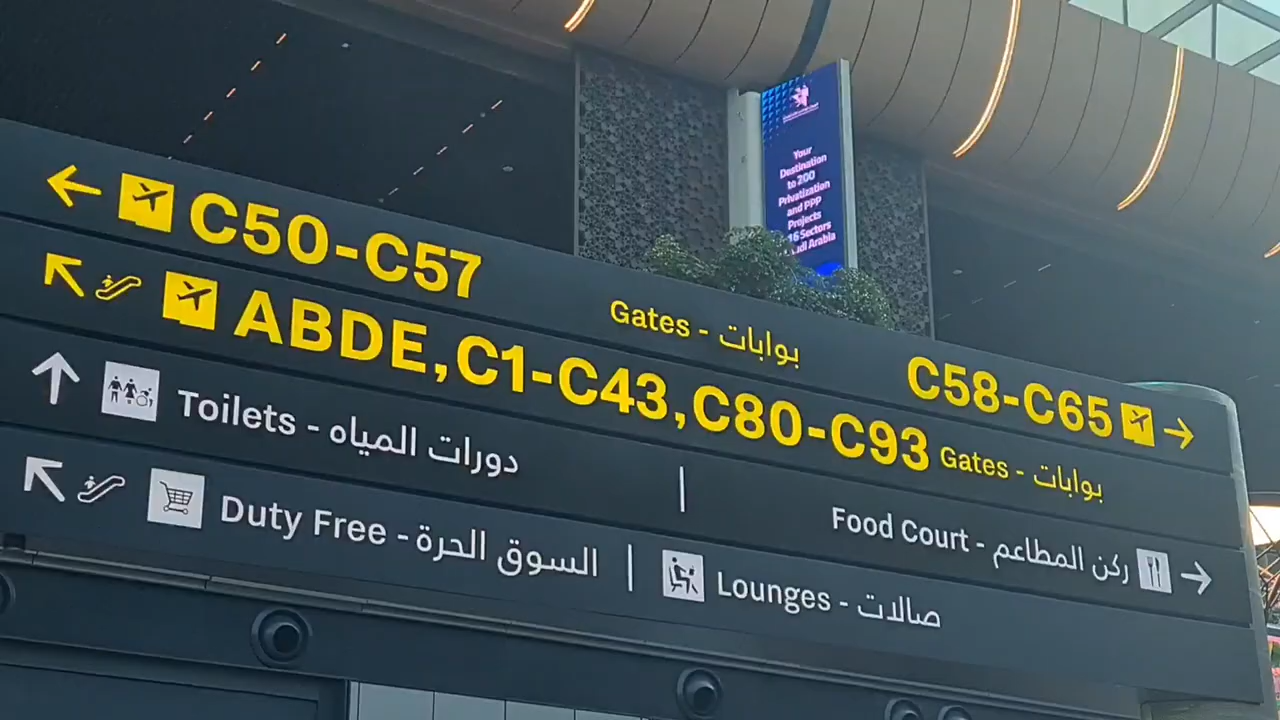 Your
Destination
to 200
Privatization
and PPP
Projects
16 Sectors
C50-C57
Gates - بوابات
C58-C65
ABDE,C1-C43,C80-C93 Gates - بوابات
Toilets - دورات المياه
Food Court - ركن المطاعم
Duty Free - السوق الحرة
Lounges - صالات